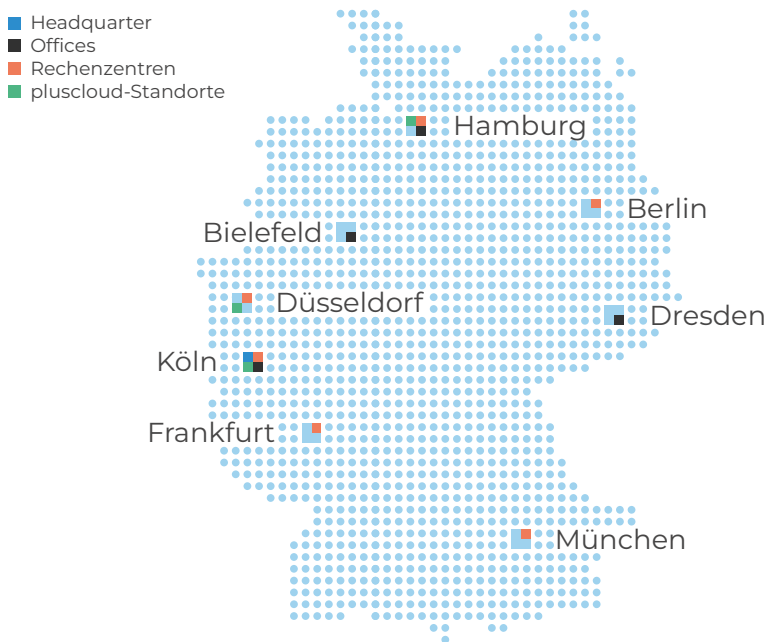 Headquarter
Offices
Rechenzentren
pluscloud-Standorte
Hamburg
Berlin
Bielefeld
Düsseldorf
Dresden
Köln
Frankfurt
München